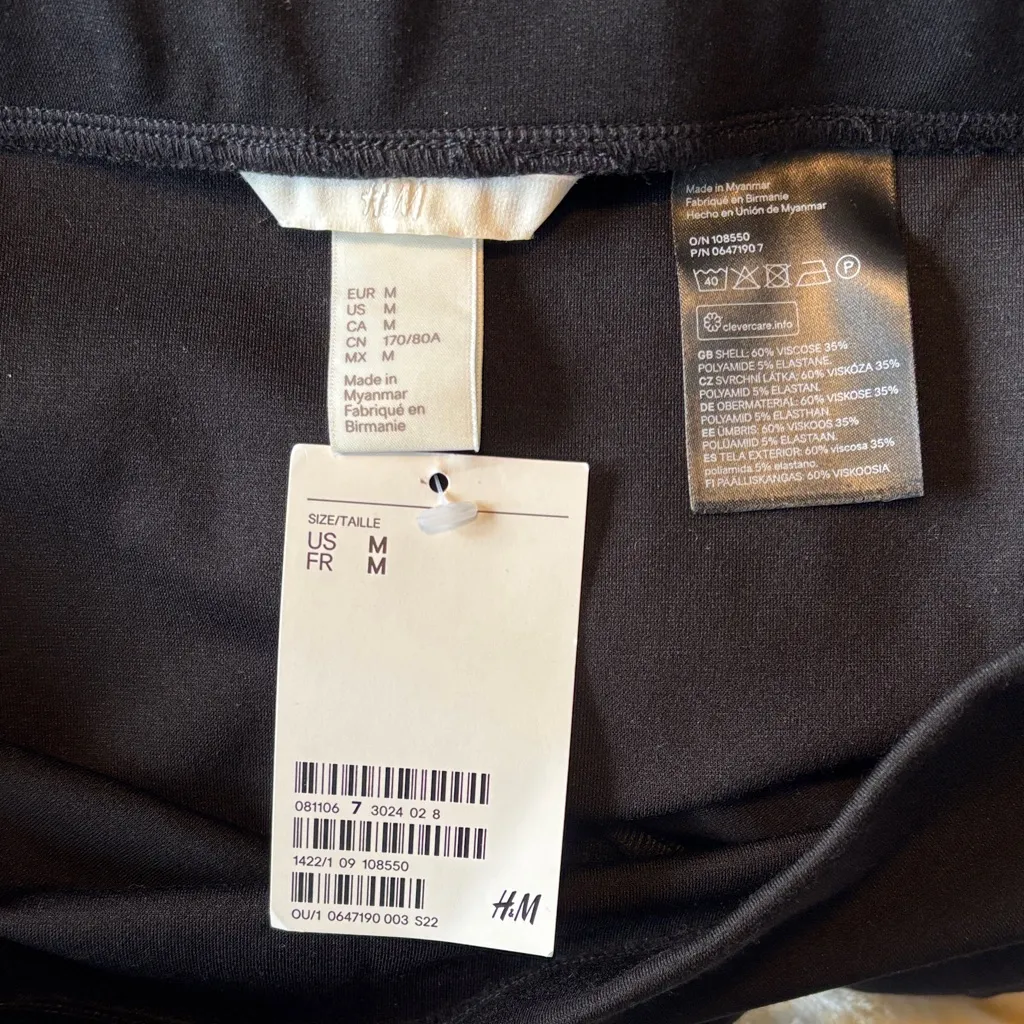 H&M
EUR M
US M
CA M
CN 170/80A
MX M
Made in
Myanmar
Fabriqué en
Birmanie
Made in Myanmar
Fabriqué en Birmanie
Hecho en Unión de Myanmar
O/N 108550
P/N 0647190 7
40
P
clevercare.info
GB SHELL: 60% VISCOSE 35%
POLYAMIDE 5% ELASTANE.
CZ SVRCHNÍ LÁTKA: 60% VISKÓZA 35%
POLYAMID 5% ELASTAN.
DE OBERMATERIAL: 60% VISKOSE 35%
POLYAMID 5% ELASTHAN.
EE ÜMBRIS: 60% VISKOOS 35%
POLÜAMIID 5% ELASTAAN.
ES TELA EXTERIOR: 60% viscosa 35%
poliamida 5% elastano.
FI PÄÄLLISKANGAS: 60% VISKOOSIA
SIZE/TAILLE
US M
FR M
081106 7 3024 02 8
1422/1 09 108550
OU/1 0647190 003 S22
H&M